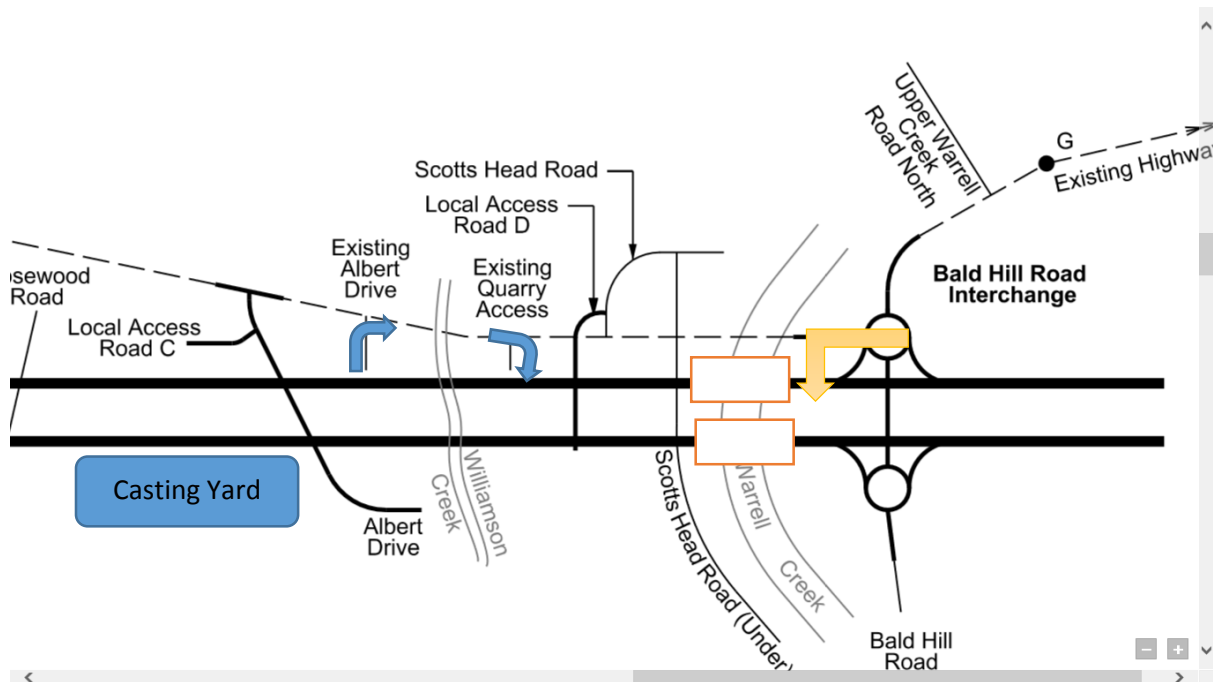 Upper Warrell
Creek
Road North
G
Existing Highwa
Scotts Head Road
Local Access
Road D
Existing
Albert
Drive
Existing
Quarry
Access
Bald Hill Road
Interchange
osewood
Road
Local Access
Road C
Casting Yard
Albert
Drive
Williamson
Creek
Scotts Head Road (Under)
Warrell
Creek
Bald Hill
Road